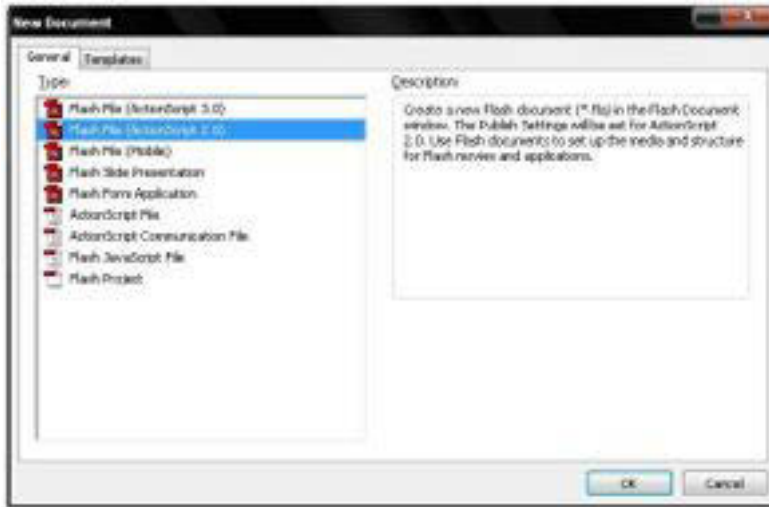 New Document
General Templates
Type:
Flash File (ActionScript 3.0)
Flash File (ActionScript 2.0)
Flash File (Mobile)
Flash Slide Presentation
Flash Form Application
ActionScript File
ActionScript Communication File
Flash JavaScript File
Flash Project
Description:
Create a new Flash document (*.fla) in the Flash Document
window. The Publish Settings will be set for ActionScript
2.0. Use Flash documents to set up the media and structure
for Flash movies and applications.
OK Cancel